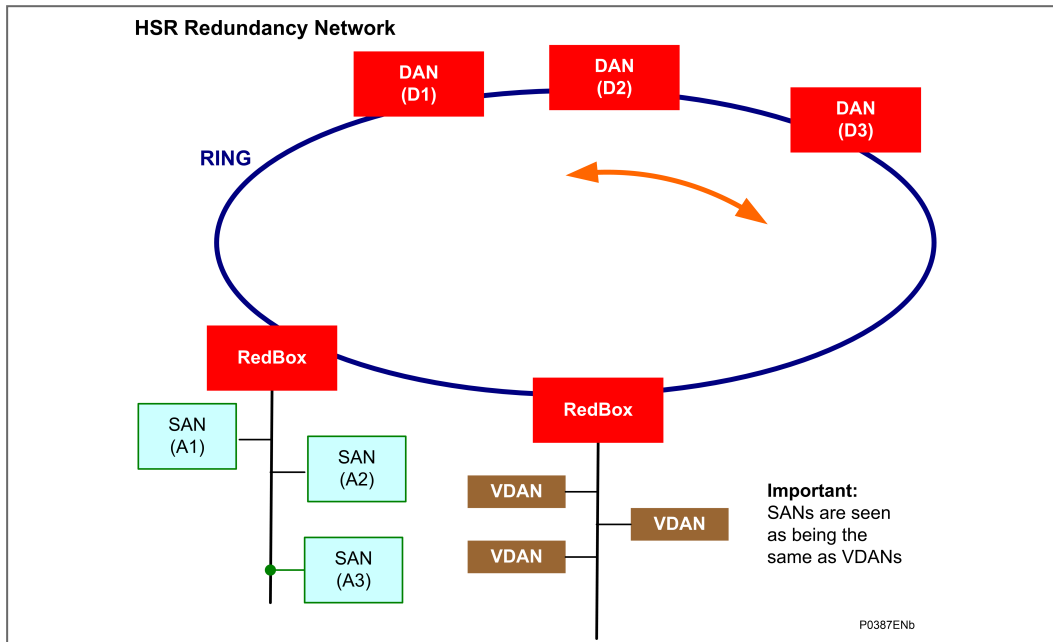 HSR Redundancy Network
DAN
(D1)
DAN
(D2)
DAN
(D3)
RING
RedBox
RedBox
SAN
(A1)
SAN
(A2)
SAN
(A3)
VDAN
VDAN
VDAN
Important:
SANs are seen
as being the
same as VDANs
P0387ENb